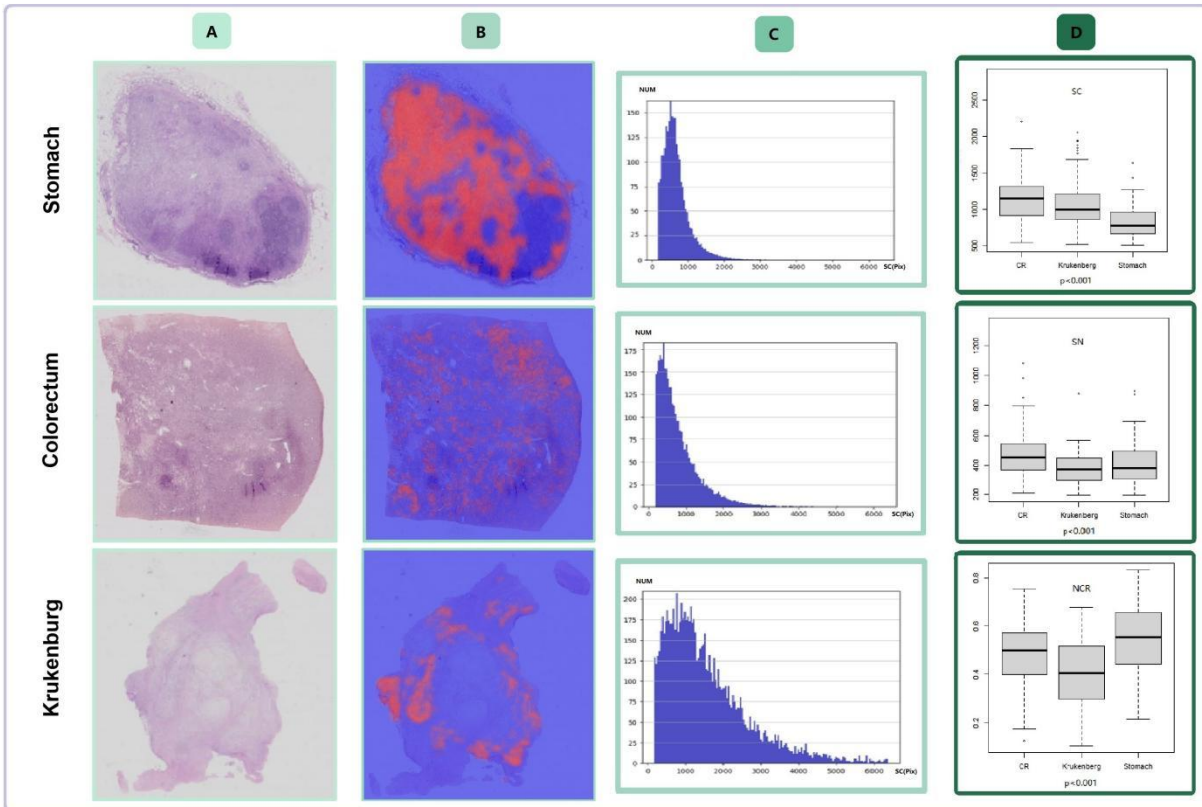 A B C D
Stomach
NUM
150
125
100
75
50
25
0
0 1000 2000 3000 4000 5000 6000 SC(Pix)
SC
2500
2000
1500
1000
500
CR Krukenberg Stomach
p<0.001
Colorectum
NUM
175
150
125
100
75
50
25
0
0 1000 2000 3000 4000 5000 6000 SC(Pix)
SN
1200
1000
800
600
400
200
CR Krukenberg Stomach
p<0.001
Krukenburg
NUM
200
175
150
125
100
75
50
25
0
0 1000 2000 3000 4000 5000 6000 SC(Pix)
NCR
0.8
0.6
0.4
0.2
CR Krukenberg Stomach
p<0.001